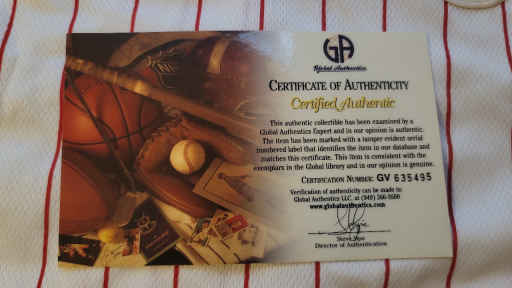 GA
Global Authentics
CERTIFICATE OF AUTHENTICITY
Certified Authentic
This authentic collectible has been examined by a
Global Authentics Expert and in our opinion is authentic.
The item has been marked with a tamper evident serial
numbered label that identifies the item in our database and
matches this certificate. This item is consistent with the
exemplars in the Global library and in our opinion is genuine.
CERTIFICATION NUMBER: GV 635495
Verification of authenticity can be made to:
Global Authentics LLC. at (949)
www.globalauthentics.com
Steve
Director of Authentication